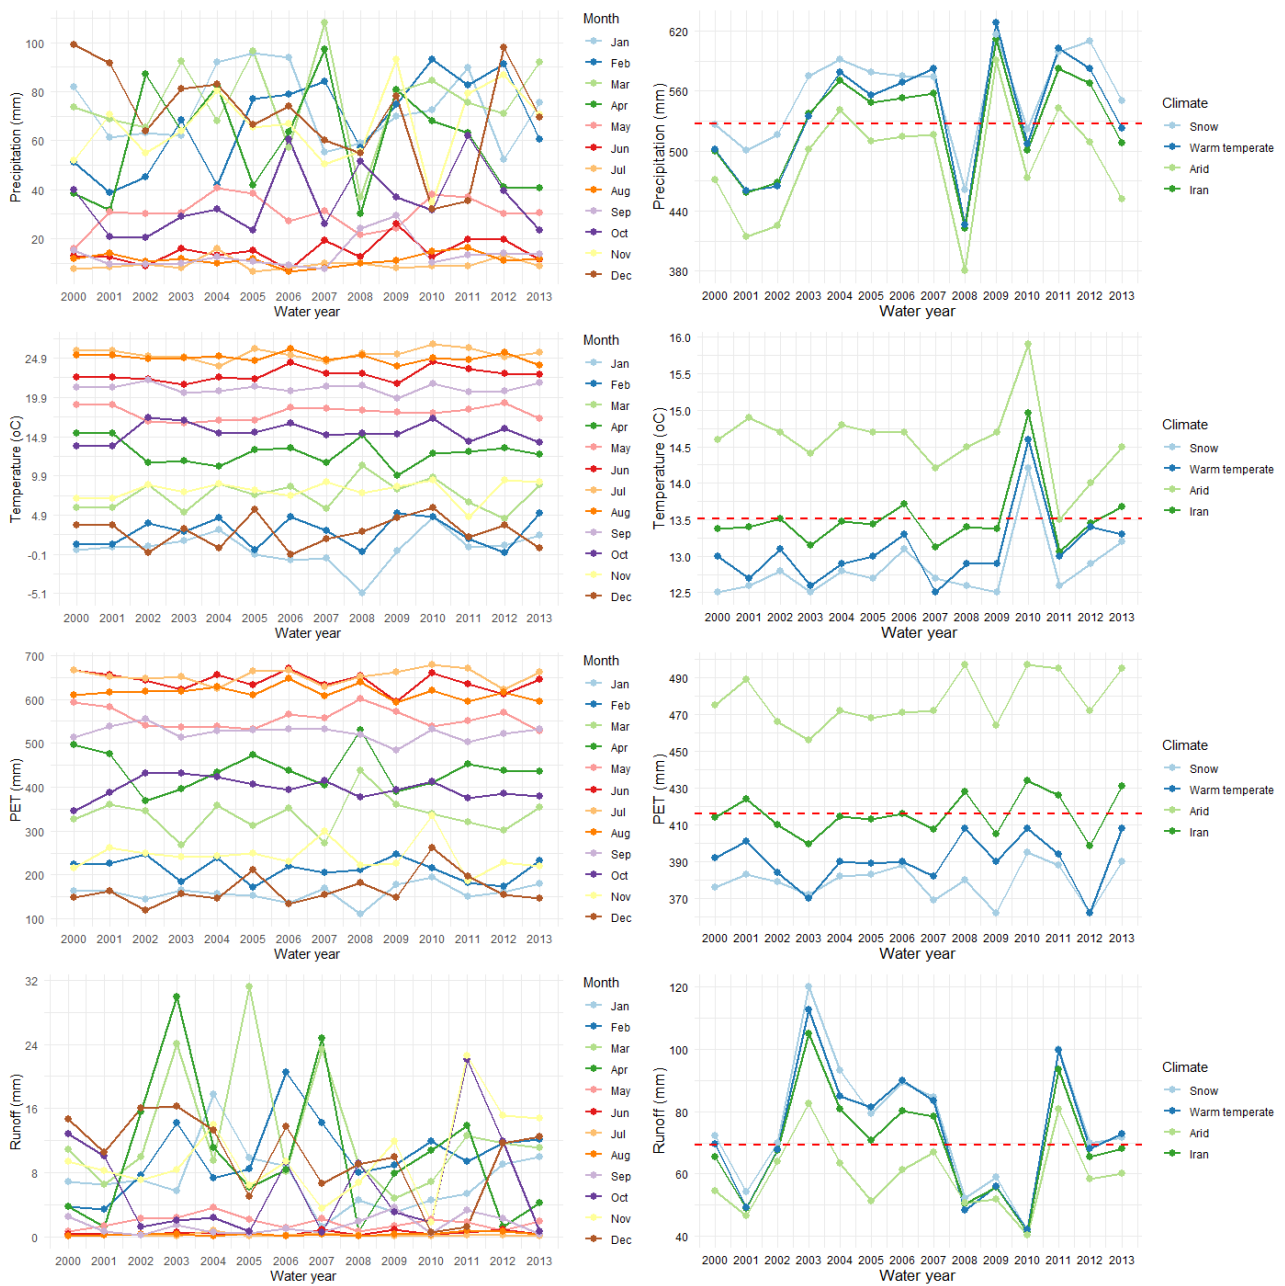 Precipitation (mm)
100
80
60
40
20
2000 2001 2002 2003 2004 2005 2006 2007 2008 2009 2010 2011 2012 2013
Water year
Month
Jan
Feb
Mar
Apr
May
Jun
Jul
Aug
Sep
Oct
Nov
Dec
Precipitation (mm)
620
560
500
440
380
2000 2001 2002 2003 2004 2005 2006 2007 2008 2009 2010 2011 2012 2013
Water year
Climate
Snow
Warm temperate
Arid
Iran
Temperature (oC)
24.9
19.9
14.9
9.9
4.9
-0.1
-5.1
2000 2001 2002 2003 2004 2005 2006 2007 2008 2009 2010 2011 2012 2013
Water year
Month
Jan
Feb
Mar
Apr
May
Jun
Jul
Aug
Sep
Oct
Nov
Dec
Temperature (oC)
16.0
15.5
15.0
14.5
14.0
13.5
13.0
12.5
2000 2001 2002 2003 2004 2005 2006 2007 2008 2009 2010 2011 2012 2013
Water year
Climate
Snow
Warm temperate
Arid
Iran
PET (mm)
700
600
500
400
300
200
100
2000 2001 2002 2003 2004 2005 2006 2007 2008 2009 2010 2011 2012 2013
Water year
Month
Jan
Feb
Mar
Apr
May
Jun
Jul
Aug
Sep
Oct
Nov
Dec
PET (mm)
490
470
450
430
410
390
370
2000 2001 2002 2003 2004 2005 2006 2007 2008 2009 2010 2011 2012 2013
Water year
Climate
Snow
Warm temperate
Arid
Iran
Runoff (mm)
32
24
16
8
0
2000 2001 2002 2003 2004 2005 2006 2007 2008 2009 2010 2011 2012 2013
Water year
Month
Jan
Feb
Mar
Apr
May
Jun
Jul
Aug
Sep
Oct
Nov
Dec
Runoff (mm)
120
100
80
60
40
2000 2001 2002 2003 2004 2005 2006 2007 2008 2009 2010 2011 2012 2013
Water year
Climate
Snow
Warm temperate
Arid
Iran